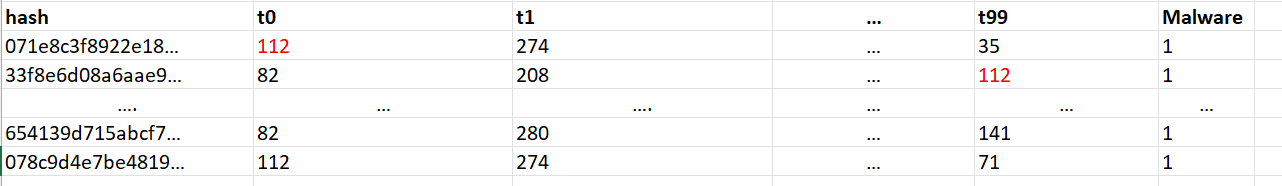 hash t0 t1 ... t99 Malware
071e8c3f8922e18... 112 274 ... 35 1
33f8e6d08a6aae9... 82 208 ... 112 1
.... ... .... ... ... ...
654139d715abcf7... 82 280 ... 141 1
078c9d4e7be4819... 112 274 ... 71 1